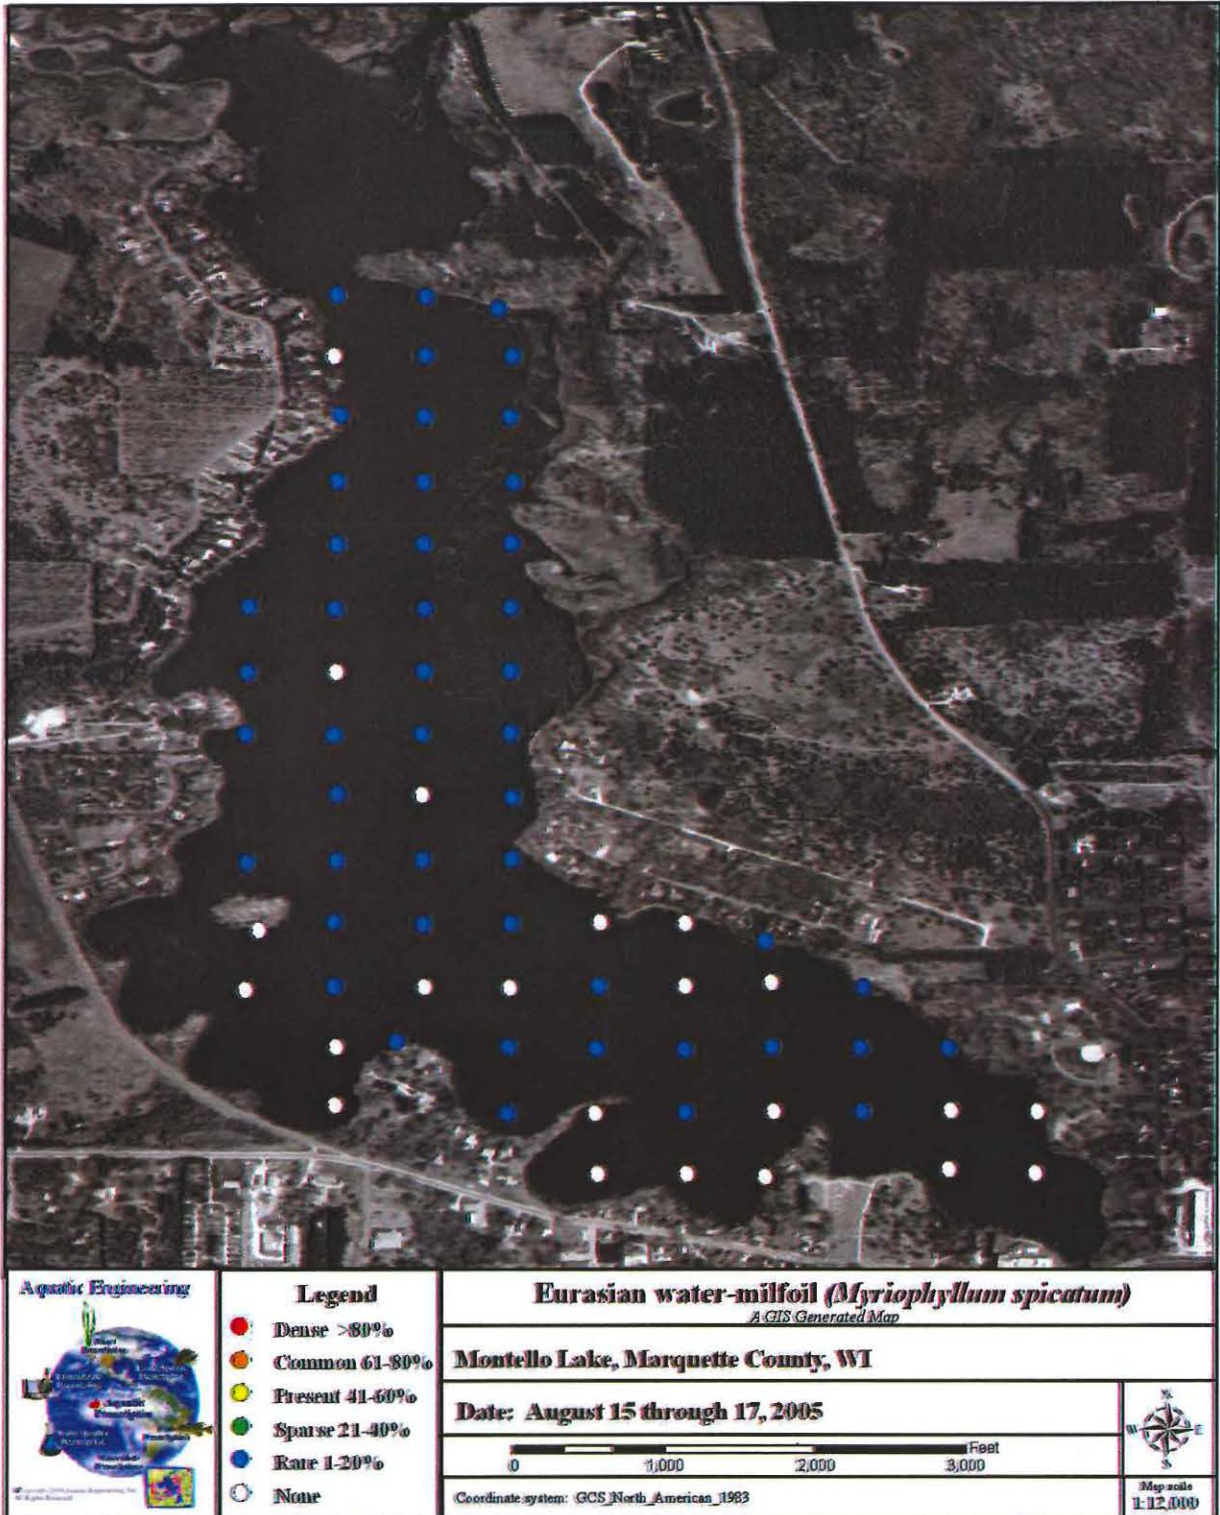 Aquatic Engineering
Legend
Dense >80%
Common 61-80%
Present 41-60%
Sparse 21-40%
Rare 1-20%
None
Eurasian water-milfoil (Myriophyllum spicatum)
A GIS Generated Map
Montello Lake, Marquette County, WI
Date: August 15 through 17, 2005
Feet
0 1,000 2,000 3,000
Coordinate system: GCS_North_American_1983
N
W E
S
Map scale
1:12,000